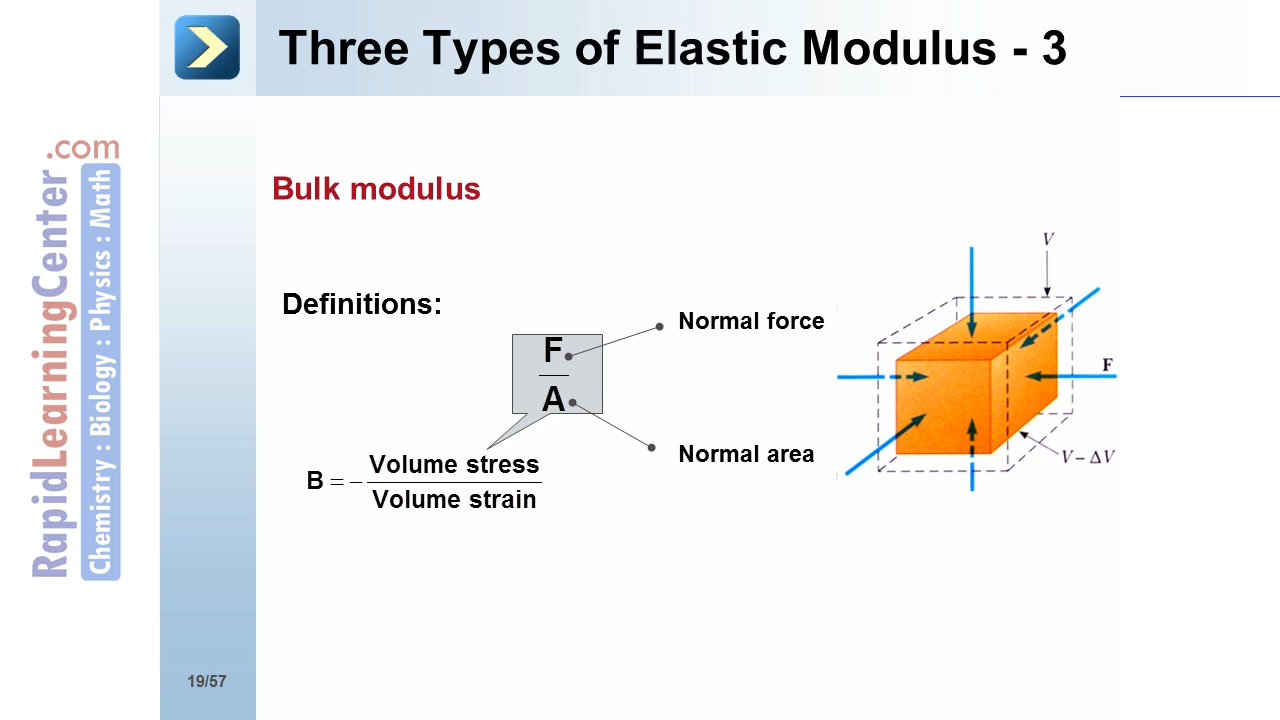 Three Types of Elastic Modulus - 3
RapidLearningCenter.com
Chemistry : Biology : Physics : Math
Bulk modulus
Definitions:
F
A
Normal force
Normal area
B = − Volume stress
Volume strain
V
F
V − ΔV
19/57